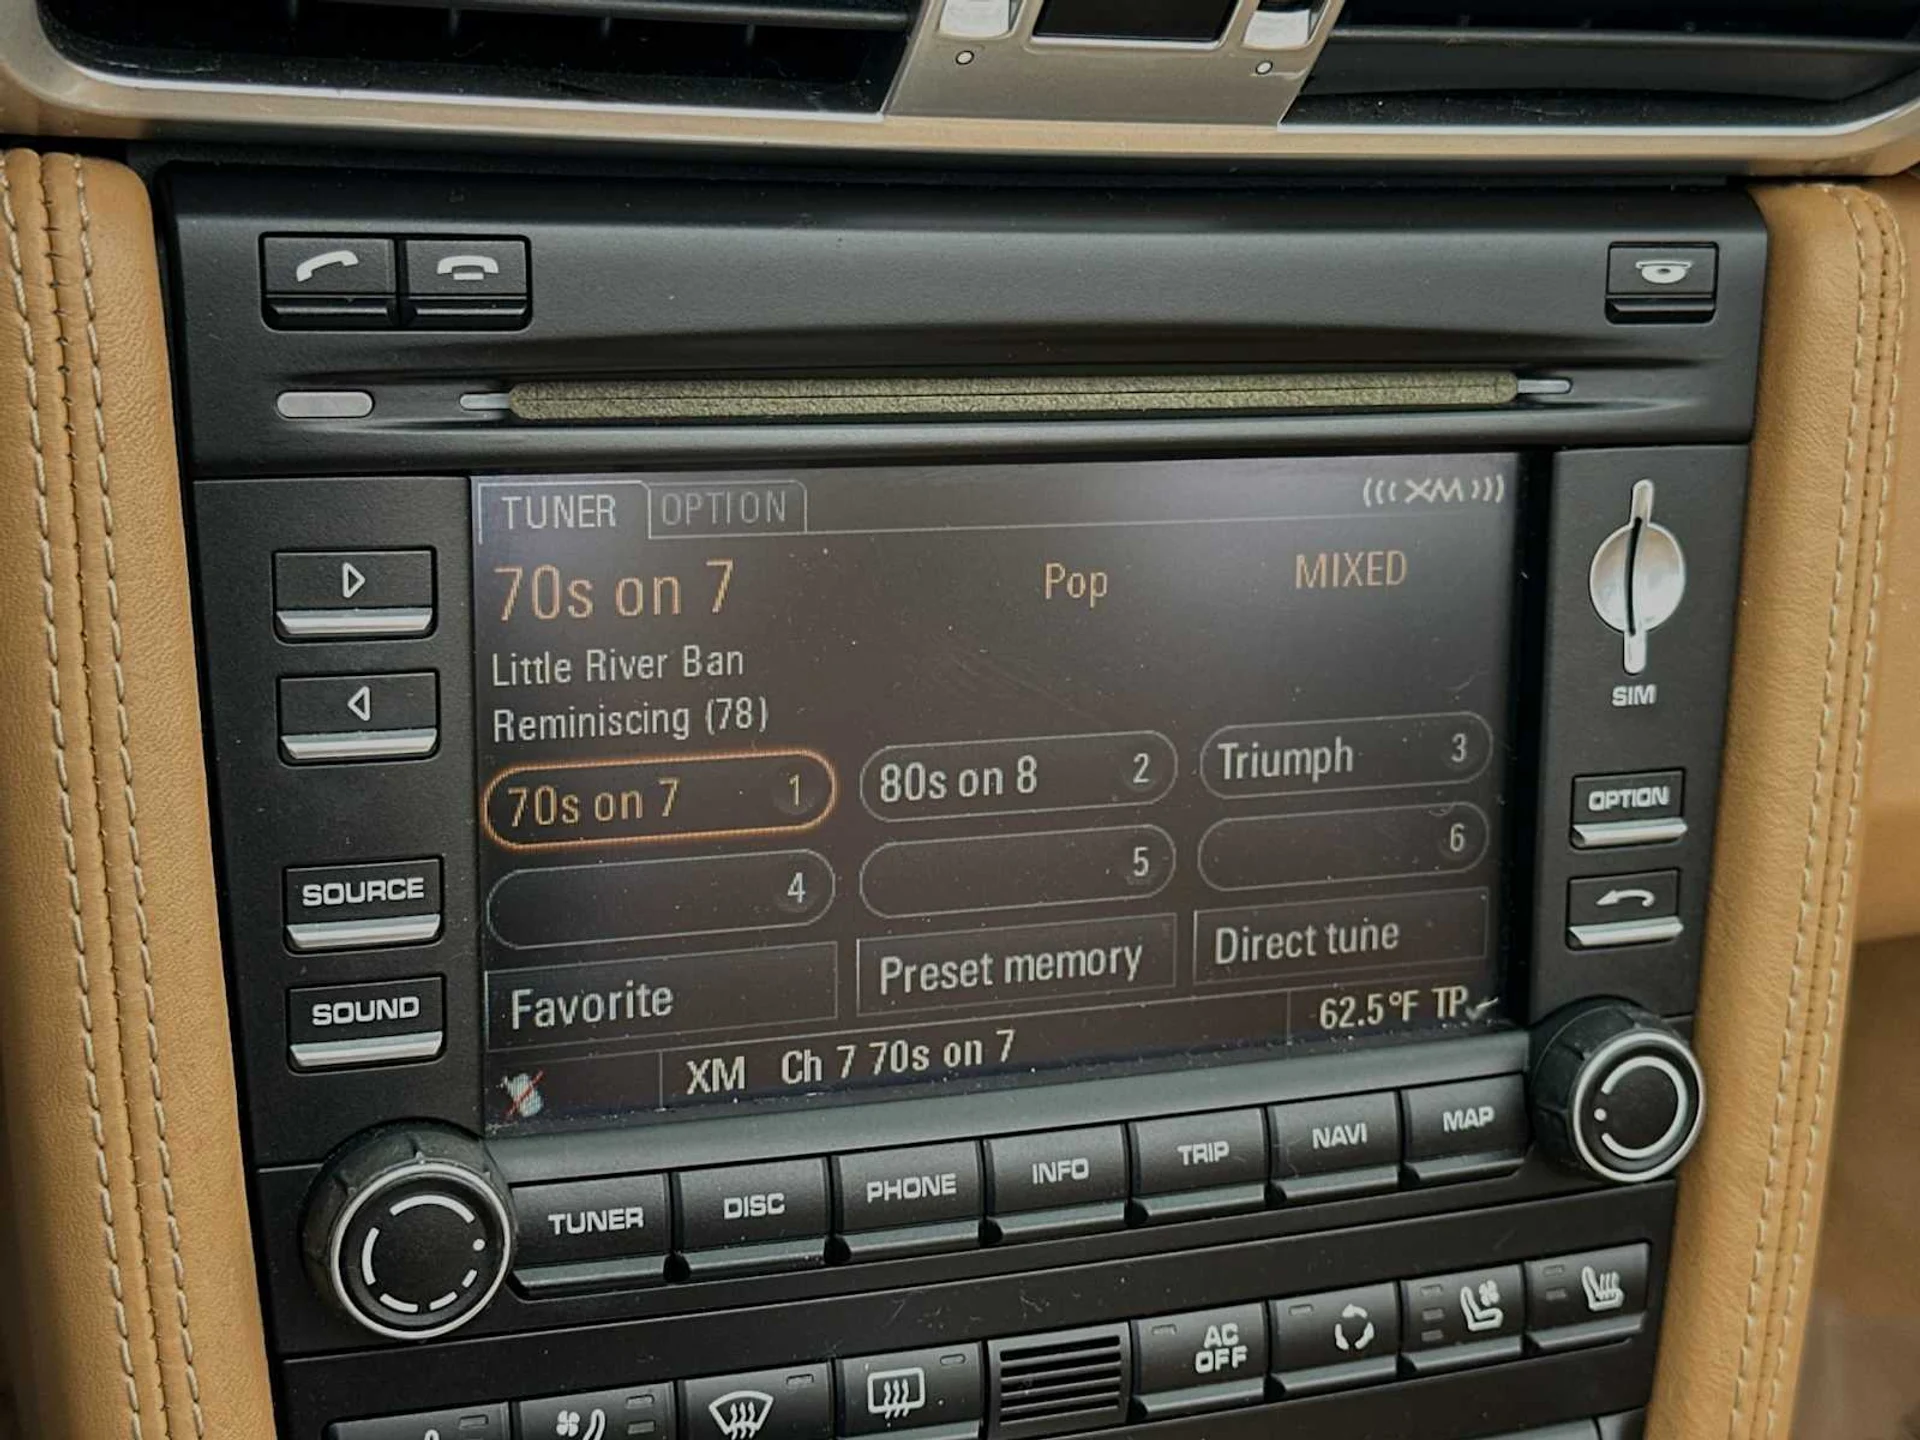 TUNER OPTION (((XM)))
70s on 7 Pop MIXED
Little River Ban
Reminiscing (78)
70s on 7 1 80s on 8 2 Triumph 3
4 5 6
Favorite Preset memory Direct tune
XM Ch 7 70s on 7 62.5°F TP
SIM
OPTION
SOURCE
SOUND
TUNER DISC PHONE INFO TRIP NAVI MAP
AC
OFF